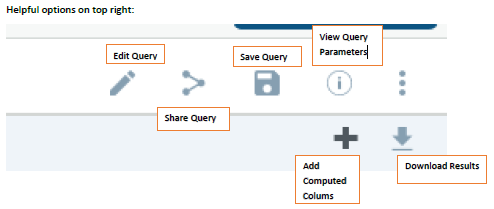 Helpful options on top right:
View Query
Parameters
Edit Query
Save Query
Share Query
Add
Computed
Colums
Download Results